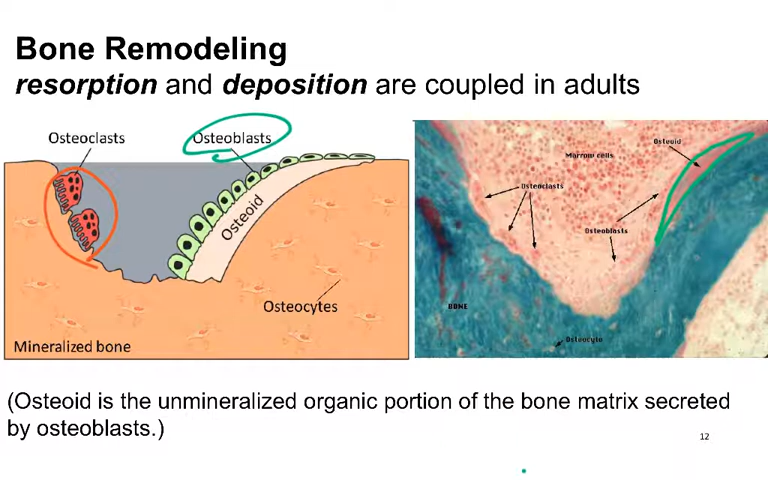 Bone Remodeling
resorption and deposition are coupled in adults
Osteoclasts
Osteoblasts
Osteoid
Osteocytes
Mineralized bone
Osteoid
Marrow cells
Osteoclasts
Osteoblasts
BONE
Osteocyte
(Osteoid is the unmineralized organic portion of the bone matrix secreted
by osteoblasts.)
12